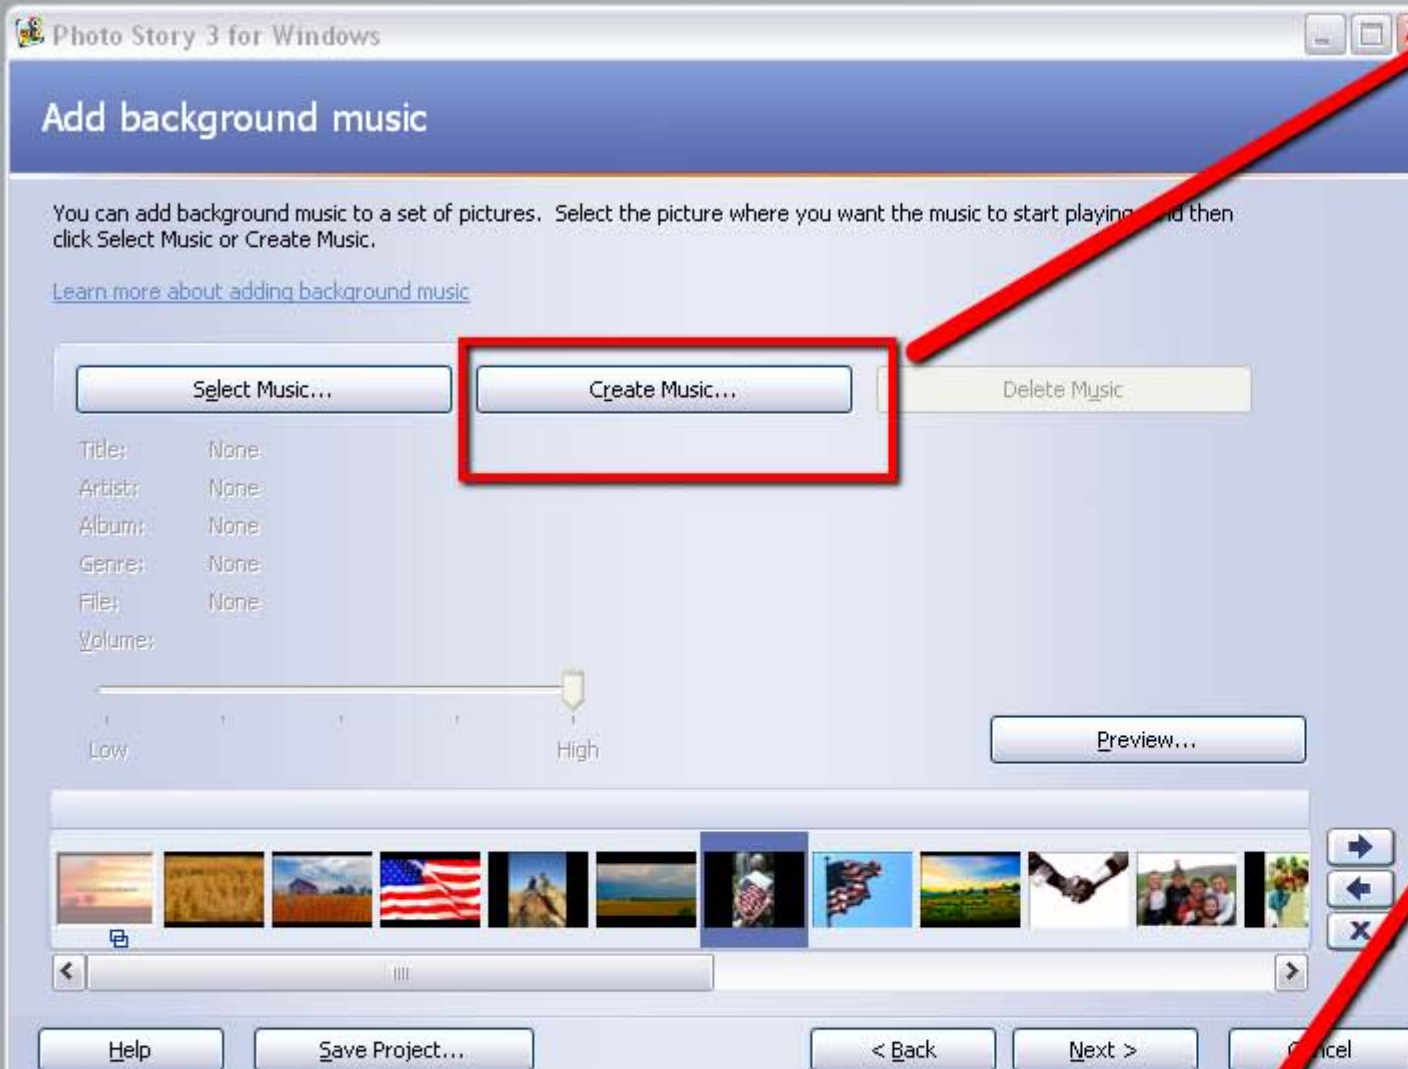 Photo Story 3 for Windows
Add background music
You can add background music to a set of pictures. Select the picture where you want the music to start playing, and then
click Select Music or Create Music.
Learn more about adding background music
Select Music...
Create Music...
Delete Music
Title: None
Artist: None
Album: None
Genre: None
File: None
Volume:
Low High
Preview...
Help
Save Project...
< Back
Next >
Cancel